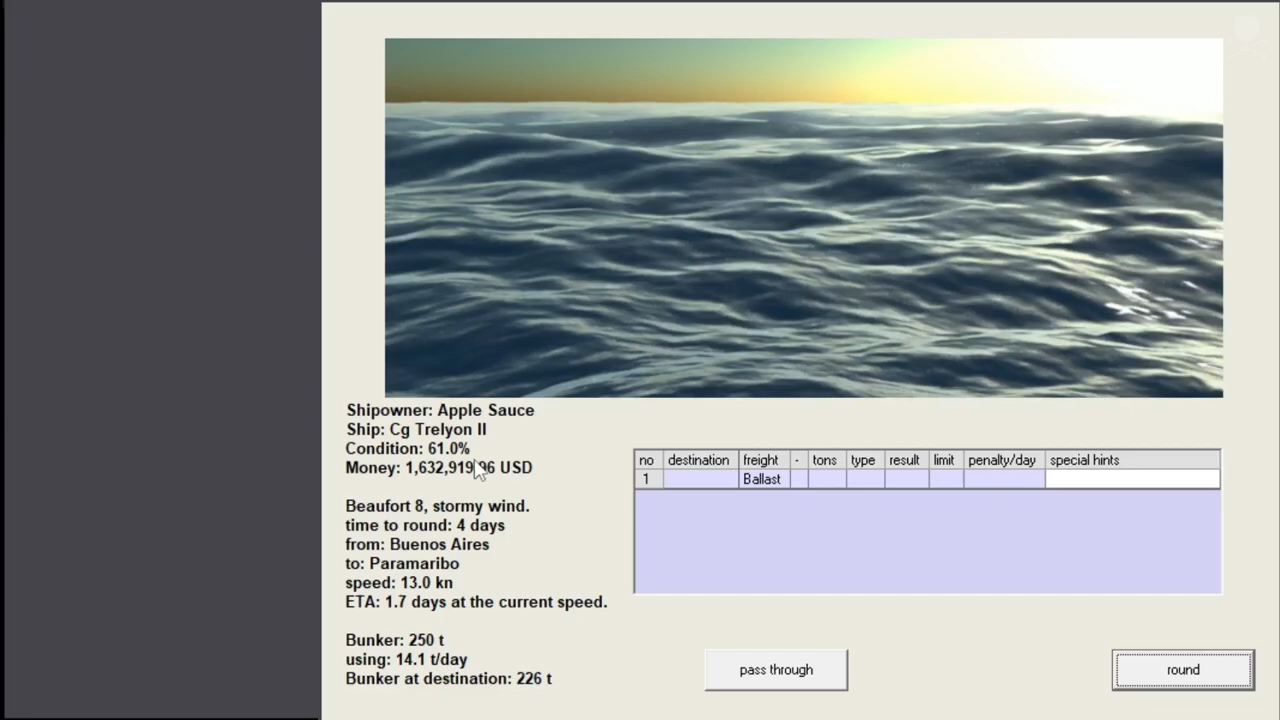 Shipowner: Apple Sauce
Ship: Cg Trelyon II
Condition: 61.0%
Money: 1,632,919.96 USD
Beaufort 8, stormy wind.
time to round: 4 days
from: Buenos Aires
to: Paramaribo
speed: 13.0 kn
ETA: 1.7 days at the current speed.
Bunker: 250 t
using: 14.1 t/day
Bunker at destination: 226 t
no destination freight - tons type result limit penalty/day special hints
1 Ballast
pass through
round